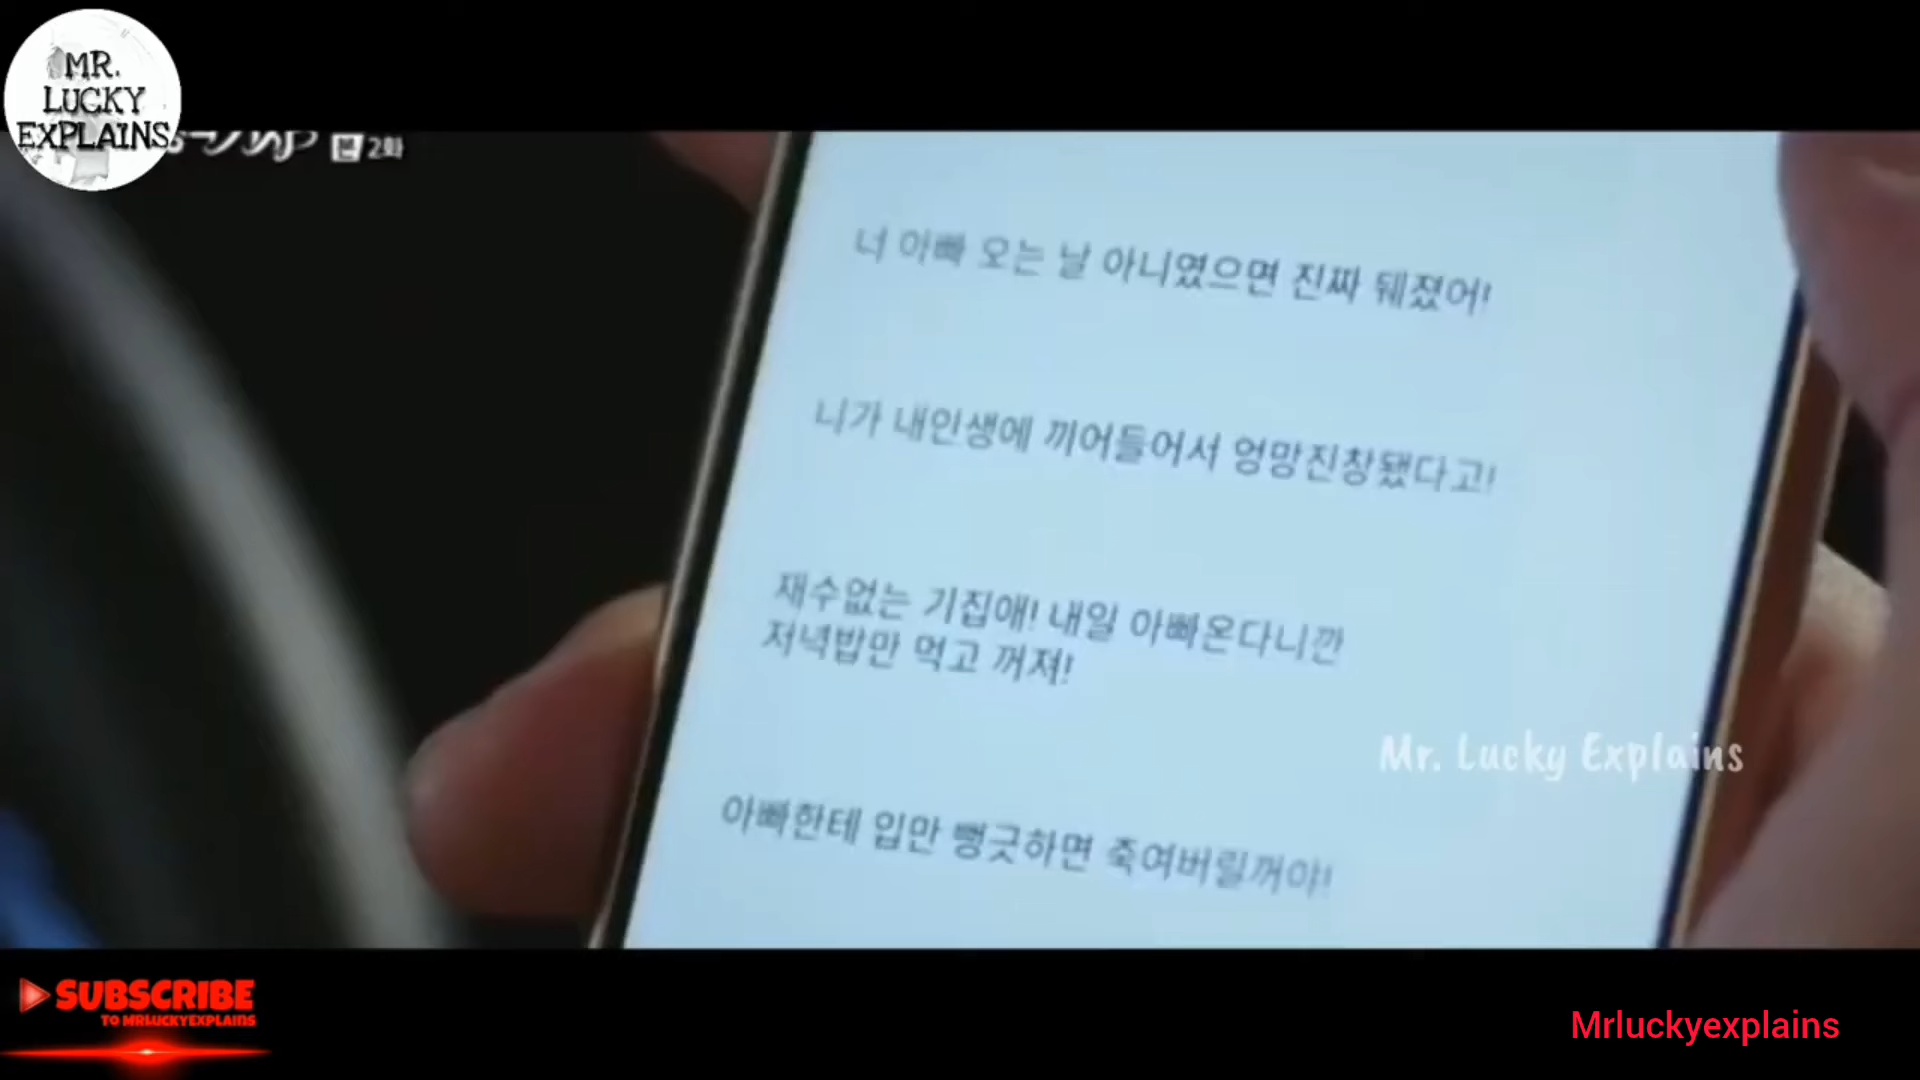 MR.
LUCKY
EXPLAINS
본 2화
너 아빠 오는 날 아니였으면 진짜 뒈졌어!
니가 내인생에 끼어들어서 엉망진창됐다고!
재수없는 기집애! 내일 아빠온다니깐
저녁밥만 먹고 꺼져!
Mr. Lucky Explains
아빠한테 입만 뻥긋하면 죽여버릴꺼야!
SUBSCRIBE
TO MRLUCKYEXPLAINS
Mrluckyexplains